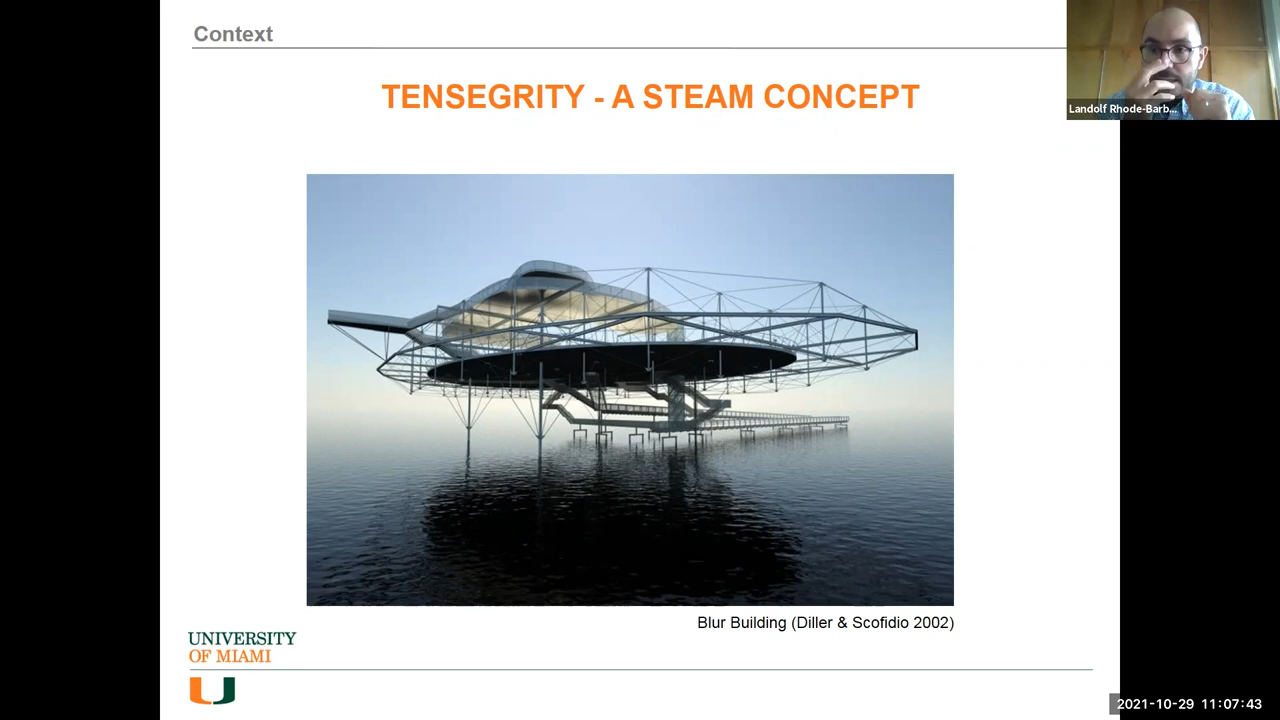 Context
TENSEGRITY - A STEAM CONCEPT
Landolf Rhode-Barb...
Blur Building (Diller & Scofidio 2002)
UNIVERSITY
OF MIAMI
2021-10-29 11:07:43